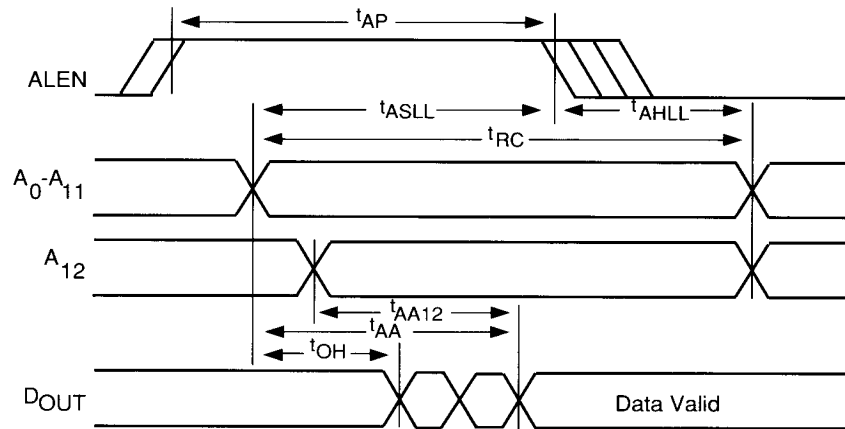 tAP
ALEN
tASLL
tAHLL
tRC
A0-A11
A12
tAA12
tAA
tOH
DOUT
Data Valid